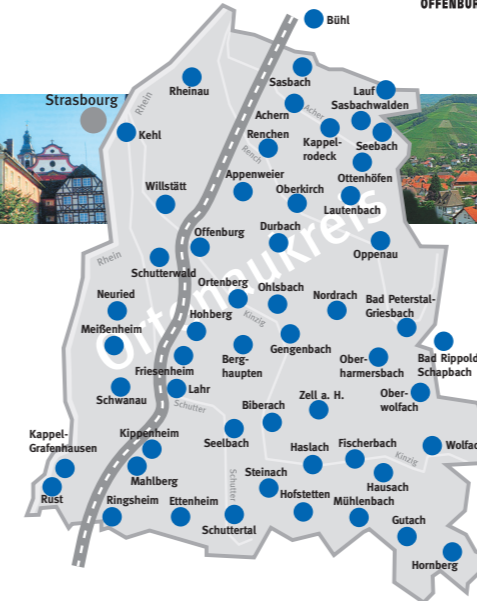 OFFENBUR
Bühl
Sasbach
Rheinau
Lauf
Sasbachwalden
Strasbourg
Rhein
Achern
Acher
Kehl
Renchen
Kappel-
rodeck
Seebach
Rench
Ottenhöfen
Appenweier
Willstätt
Oberkirch
Lautenbach
Durbach
Offenburg
Oppenau
Rhein
Schutterwald
Ortenaukreis
Ortenberg
Ohlsbach
Neuried
Nordrach
Bad Peterstal-
Griesbach
Hohberg
Kinzig
Meißenheim
Gengenbach
Friesenheim
Berg-
haupten
Ober-
harmersbach
Bad Rippold
Schapbach
Schwanau
Lahr
Zell a. H.
Ober-
wolfach
Biberach
Schutter
Kappel-
Grafenhausen
Kippenheim
Seelbach
Haslach
Fischerbach
Kinzig
Wolfac
Mahlberg
Schutter
Steinach
Hausach
Rust
Ringsheim
Ettenheim
Hofstetten
Mühlenbach
Schuttertal
Gutach
Hornberg